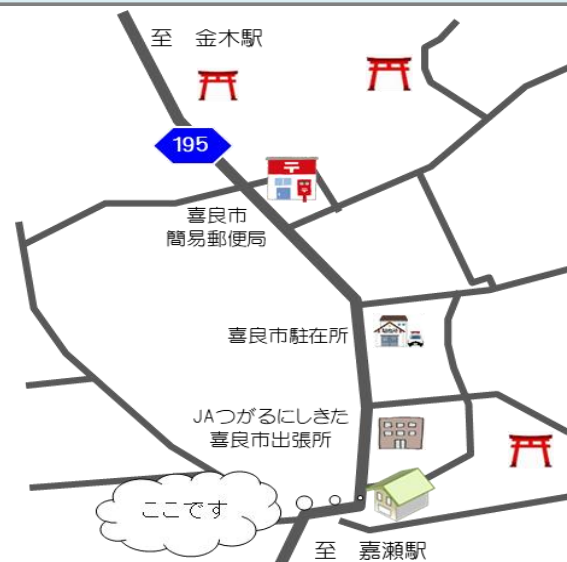 至　金木駅
195
喜良市
簡易郵便局
喜良市駐在所
JAつがるにしきた
喜良市出張所
ここです
至　嘉瀬駅